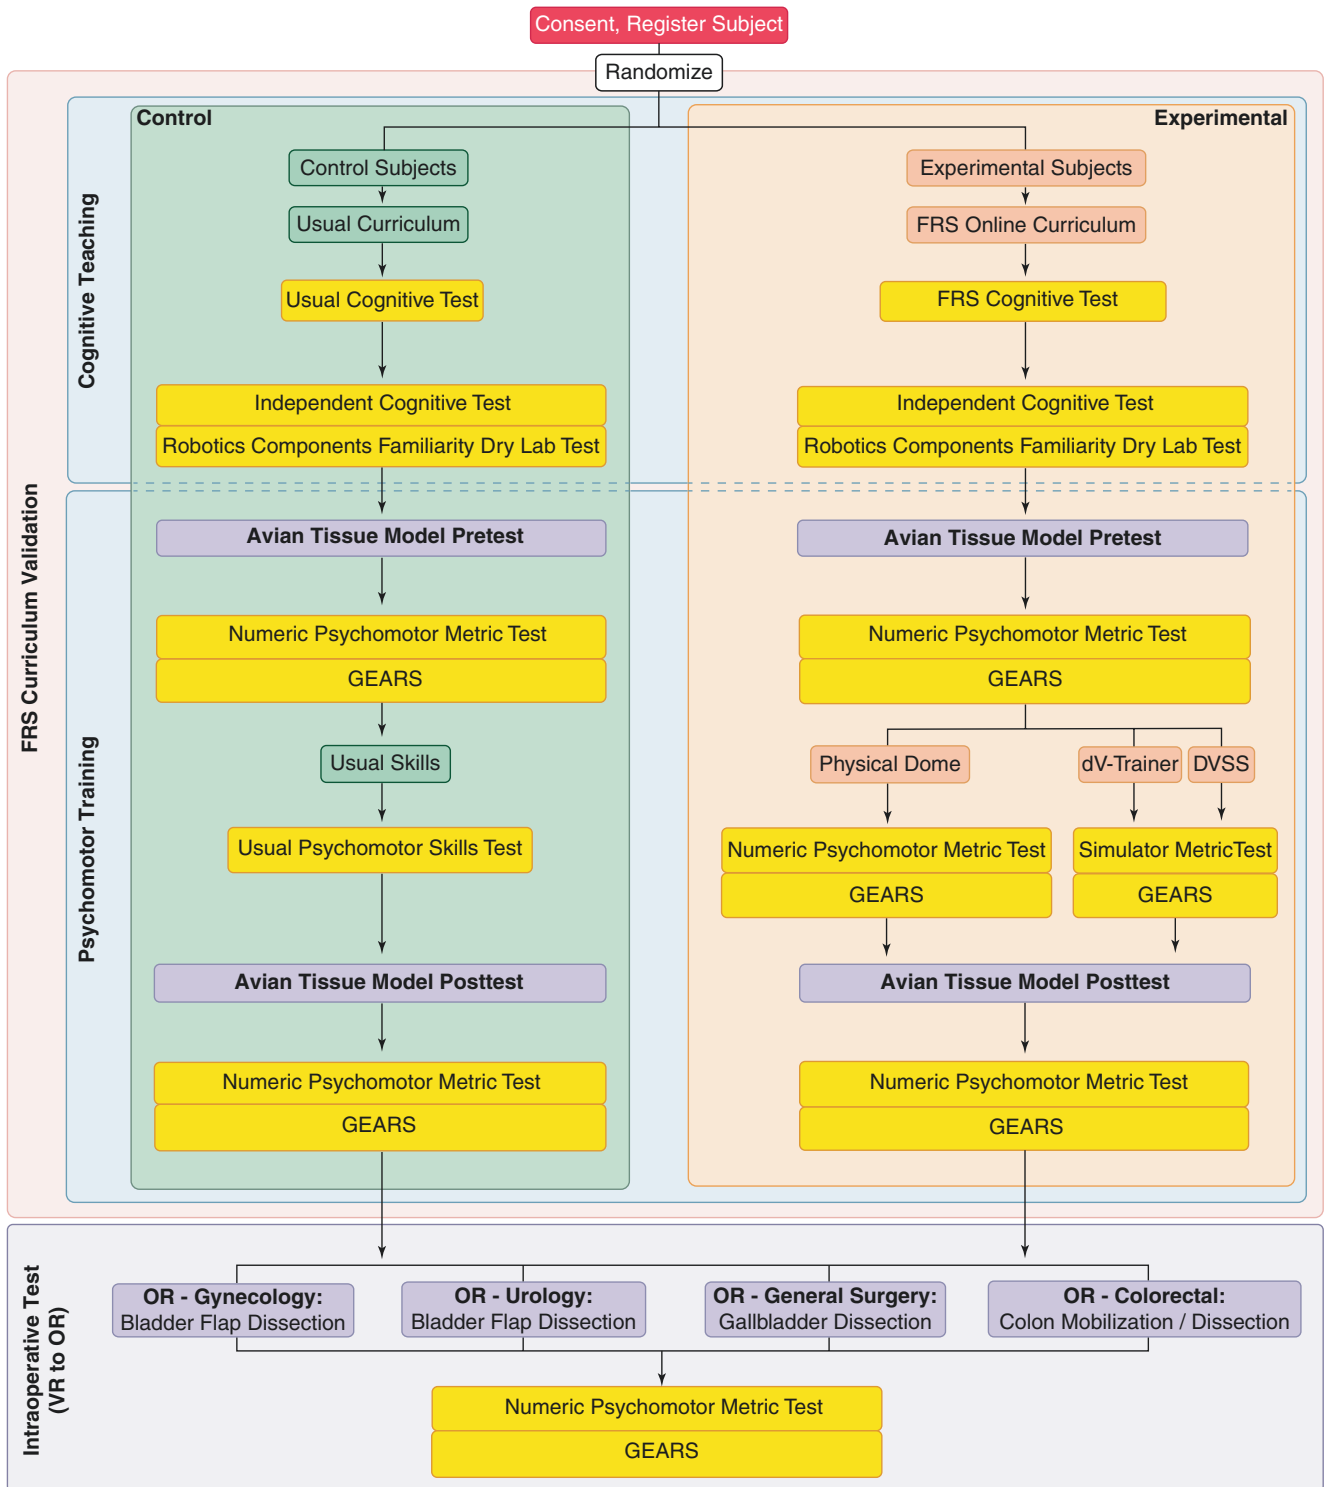 Consent, Register Subject
Randomize
FRS Curriculum Validation
Cognitive Teaching
Control
Control Subjects
Usual Curriculum
Usual Cognitive Test
Independent Cognitive Test
Robotics Components Familiarity Dry Lab Test
Experimental
Experimental Subjects
FRS Online Curriculum
FRS Cognitive Test
Independent Cognitive Test
Robotics Components Familiarity Dry Lab Test
Psychomotor Training
Avian Tissue Model Pretest
Numeric Psychomotor Metric Test
GEARS
Usual Skills
Usual Psychomotor Skills Test
Avian Tissue Model Posttest
Numeric Psychomotor Metric Test
GEARS
Avian Tissue Model Pretest
Numeric Psychomotor Metric Test
GEARS
Physical Dome
dV-Trainer
DVSS
Numeric Psychomotor Metric Test
GEARS
Simulator MetricTest
GEARS
Avian Tissue Model Posttest
Numeric Psychomotor Metric Test
GEARS
Intraoperative Test
(VR to OR)
OR - Gynecology:
Bladder Flap Dissection
OR - Urology:
Bladder Flap Dissection
OR - General Surgery:
Gallbladder Dissection
OR - Colorectal:
Colon Mobilization / Dissection
Numeric Psychomotor Metric Test
GEARS